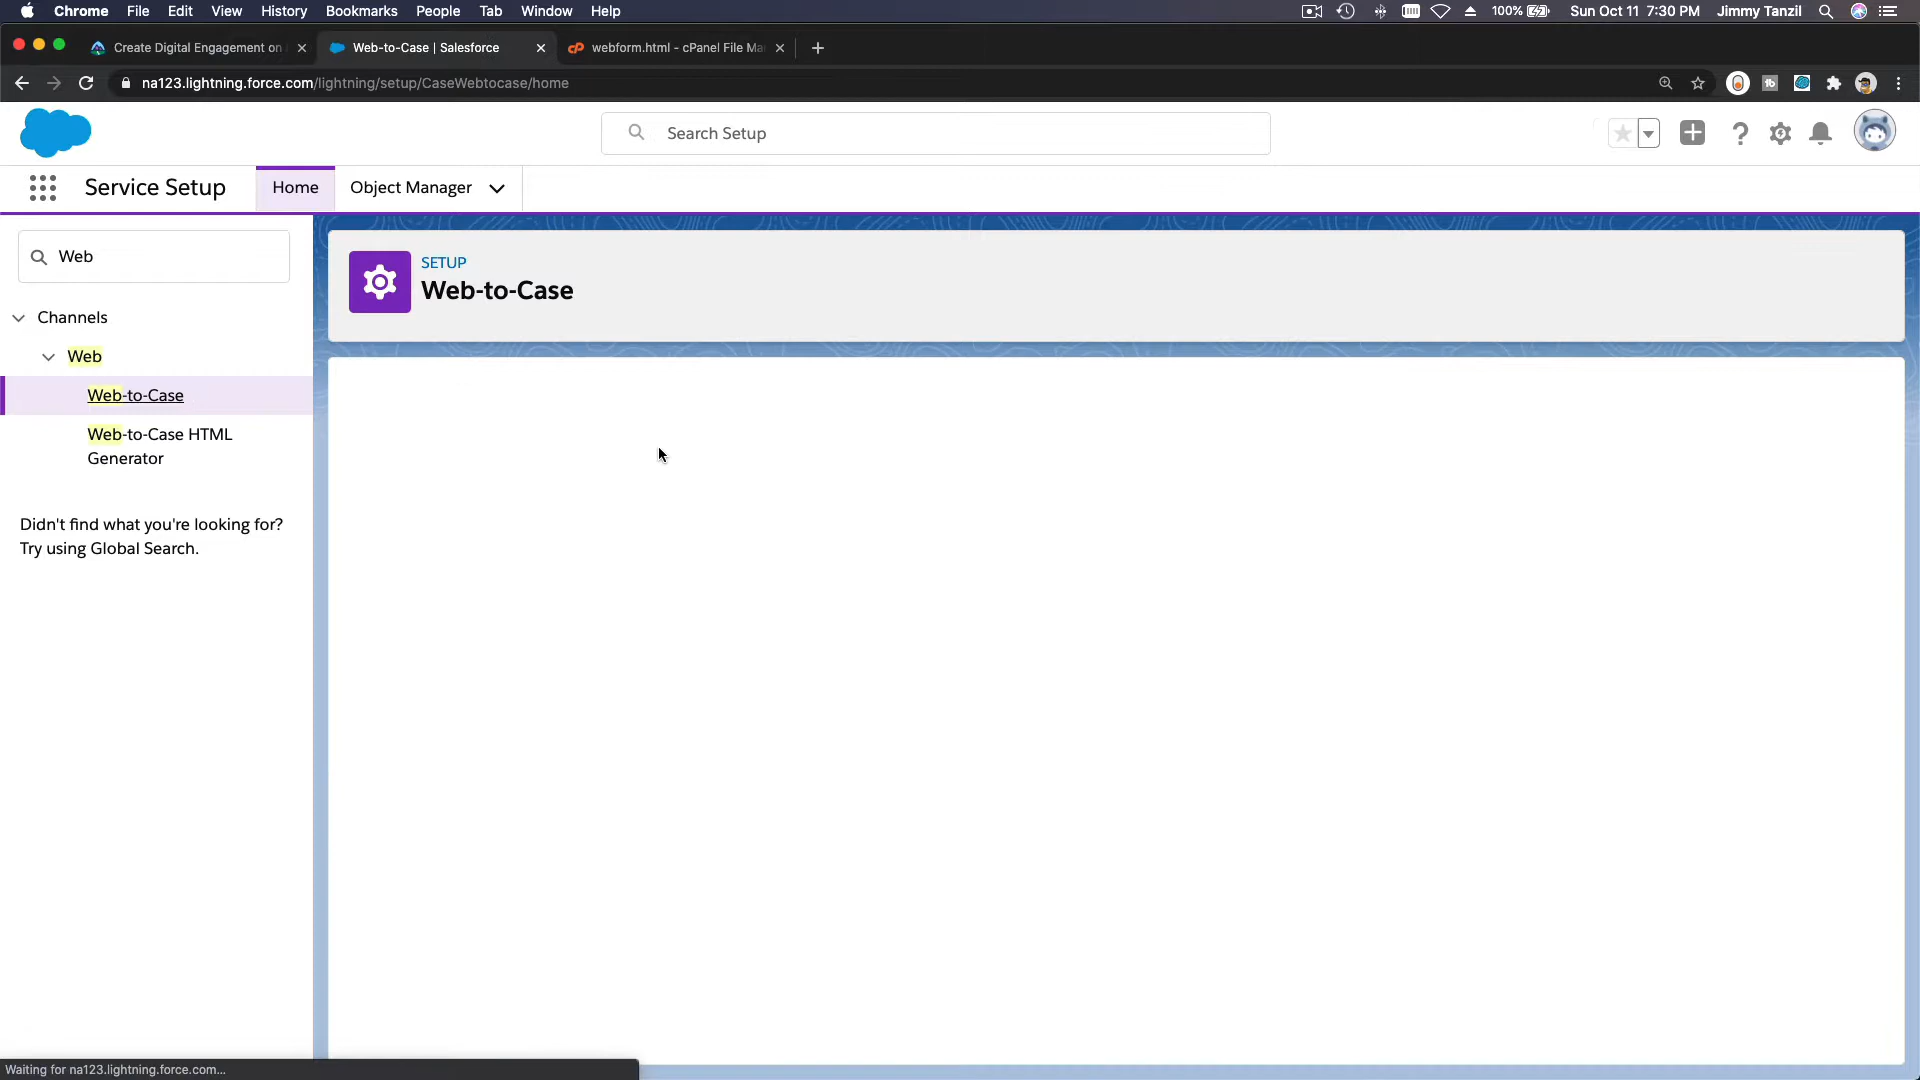 Chrome File Edit View History Bookmarks People Tab Window Help 100% Sun Oct 11 7:30 PM Jimmy Tanzil
Create Digital Engagement on Web-to-Case | Salesforce webform.html - cPanel File Ma
na123.lightning.force.com/lightning/setup/CaseWebtocase/home
Search Setup
Service Setup Home Object Manager
Web
SETUP
Web-to-Case
Channels
Web
Web-to-Case
Web-to-Case HTML
Generator
Didn't find what you're looking for?
Try using Global Search.
Waiting for na123.lightning.force.com...